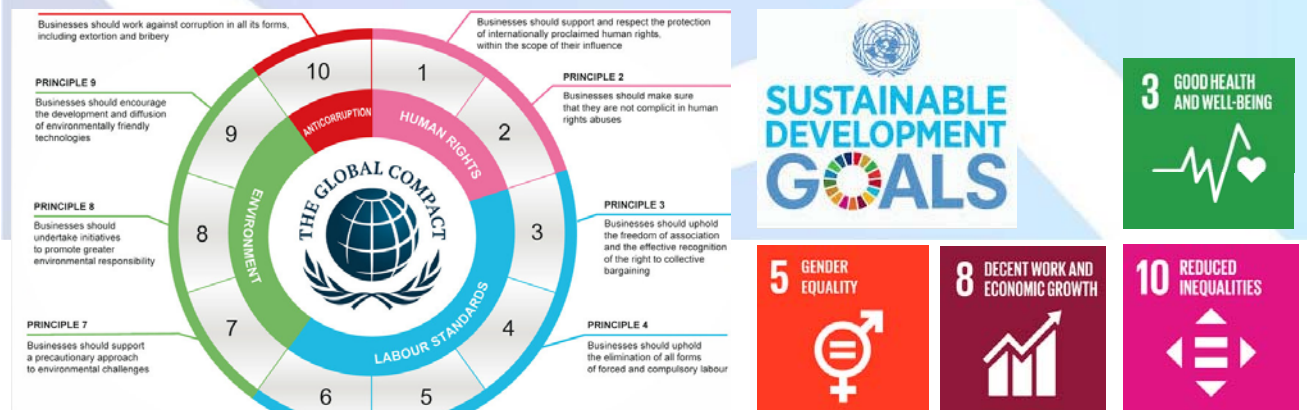 Businesses should work against corruption in all its forms,
including extortion and bribery
Businesses should support and respect the protection
of internationally proclaimed human rights,
within the scope of their influence
PRINCIPLE 9
Businesses should encourage
the development and diffusion
of environmentally friendly
technologies
PRINCIPLE 2
Businesses should make sure
that they are not complicit in human
rights abuses
PRINCIPLE 8
Businesses should
undertake initiatives
to promote greater
environmental responsibility
PRINCIPLE 3
Businesses should uphold
the freedom of association
and the effective recognition
of the right to collective
bargaining
PRINCIPLE 7
Businesses should support
a precautionary approach
to environmental challenges
PRINCIPLE 4
Businesses should uphold
the elimination of all forms
of forced and compulsory labour
10
1
9
2
8
3
7
4
6
5
ANTICORRUPTION
HUMAN RIGHTS
ENVIRONMENT
LABOUR STANDARDS
THE GLOBAL COMPACT
SUSTAINABLE
DEVELOPMENT
GOALS
3 GOOD HEALTH
AND WELL-BEING
5 GENDER
EQUALITY
8 DECENT WORK AND
ECONOMIC GROWTH
10 REDUCED
INEQUALITIES